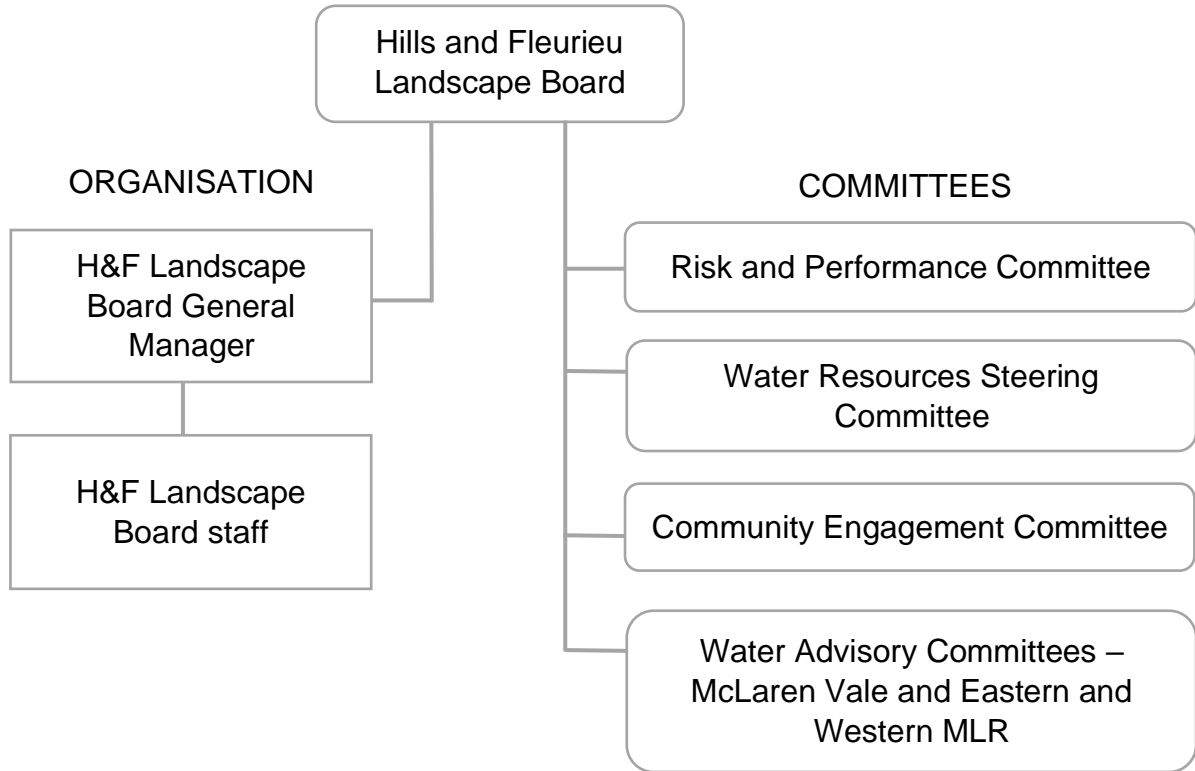 Hills and Fleurieu
Landscape Board
ORGANISATION
H&F Landscape
Board General
Manager
H&F Landscape
Board staff
COMMITTEES
Risk and Performance Committee
Water Resources Steering
Committee
Community Engagement Committee
Water Advisory Committees –
McLaren Vale and Eastern and
Western MLR